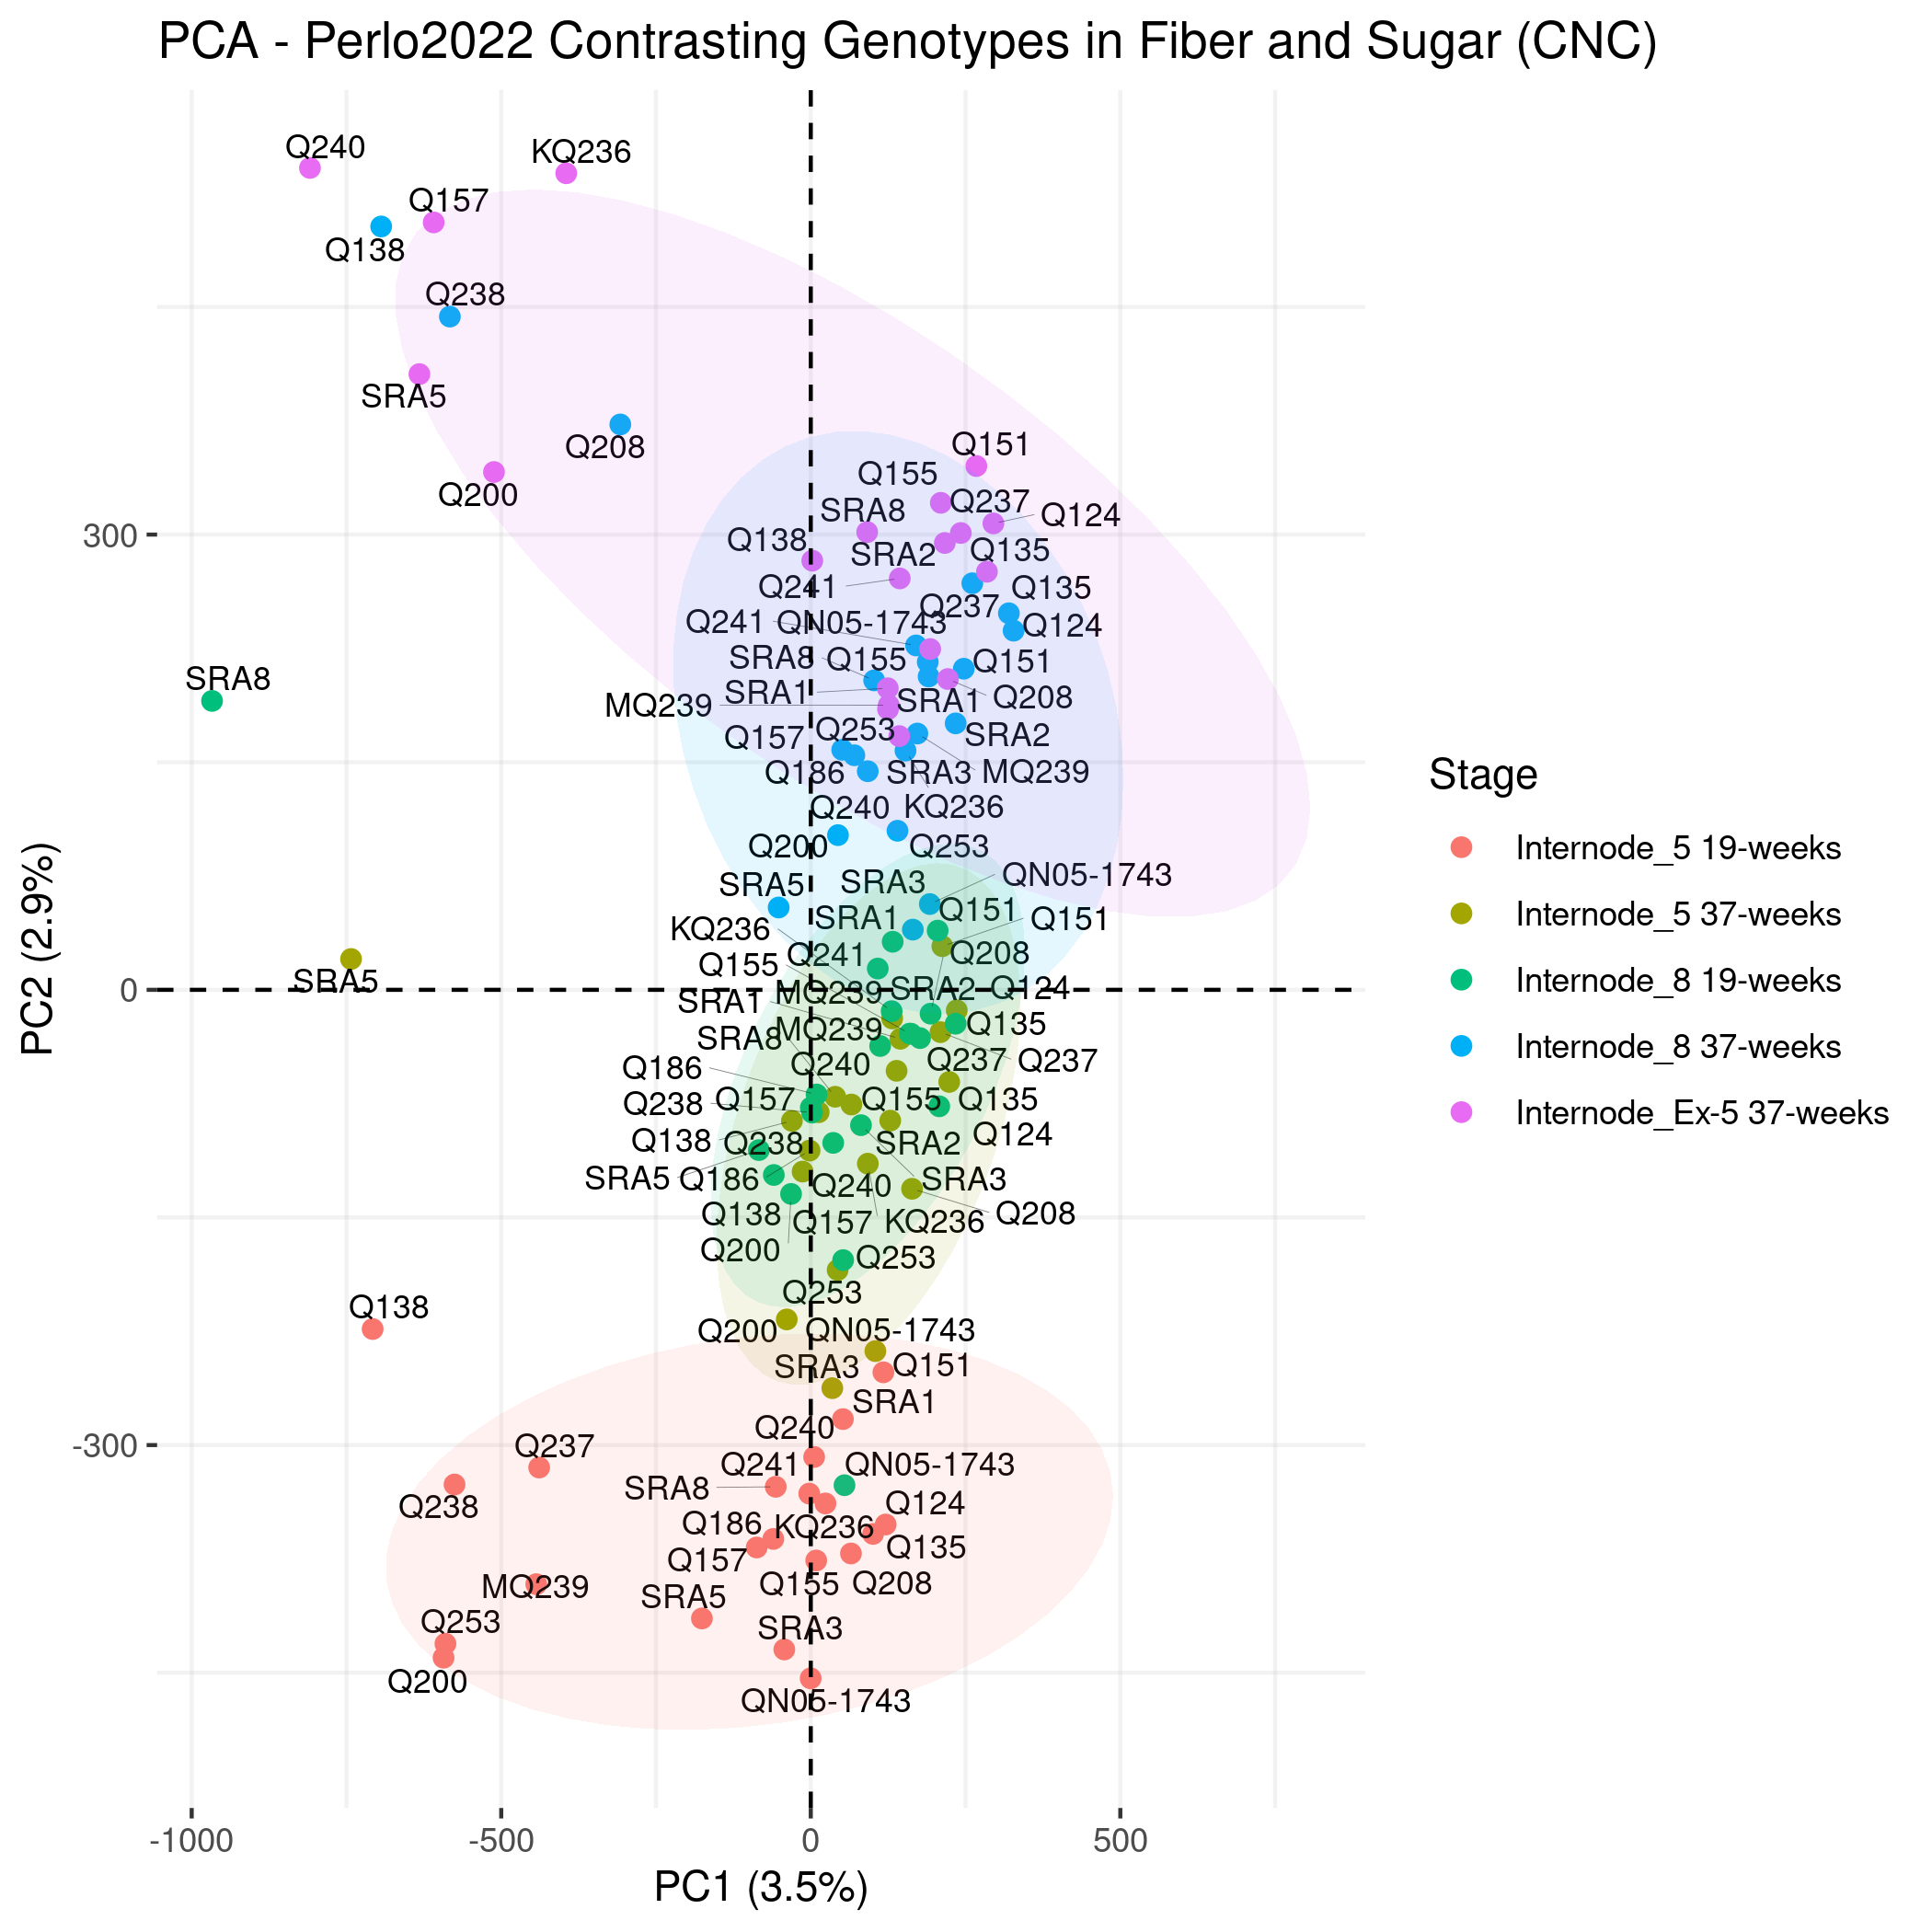 PCA - Perlo2022 Contrasting Genotypes in Fiber and Sugar (CNC)
Q240
KQ236
Q157
Q138
Q238
SRA5
Q208
Q200
Q151
Q155
Q237
SRA8
Q124
Q138
SRA2
Q135
Q241
Q135
Q237
Q241
QN05-1743
Q124
SRA8
Q155
Q151
SRA8
SRA1
Q208
MQ239
SRA1
Q253
SRA2
Q157
Q186
SRA3
MQ239
Q240
KQ236
Q200
Q253
QN05-1743
SRA5
SRA3
Q151
Q151
SRA1
KQ236
Q241
Q208
Q155
SRA5
MQ239
SRA2
Q124
SRA1
Q135
MQ239
SRA8
Q240
Q237
Q237
Q186
Q157
Q155
Q135
Q238
Q138
Q238
SRA2
Q124
SRA5
Q186
Q240
SRA3
Q138
Q157
KQ236
Q208
Q200
Q253
Q253
Q138
Q200
QN05-1743
SRA3
Q151
SRA1
Q240
Q237
Q241
QN05-1743
SRA8
Q238
Q124
Q186
KQ236
Q135
Q157
Q155
Q208
MQ239
SRA5
Q253
SRA3
Q200
QN05-1743
300
0
-300
PC2 (2.9%)
-1000
-500
0
500
PC1 (3.5%)
Stage
Internode_5 19-weeks
Internode_5 37-weeks
Internode_8 19-weeks
Internode_8 37-weeks
Internode_Ex-5 37-weeks